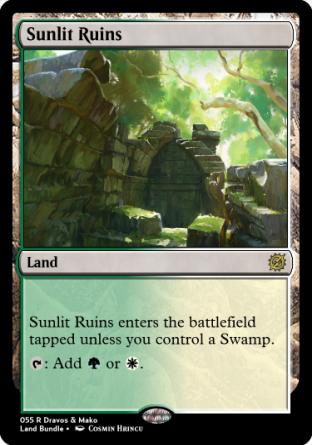 Sunlit Ruins
Land
Sunlit Ruins enters the battlefield
tapped unless you control a Swamp.
: Add or .
055 R Dravos & Mako
Land Bundle • COSMIN HIRINCU